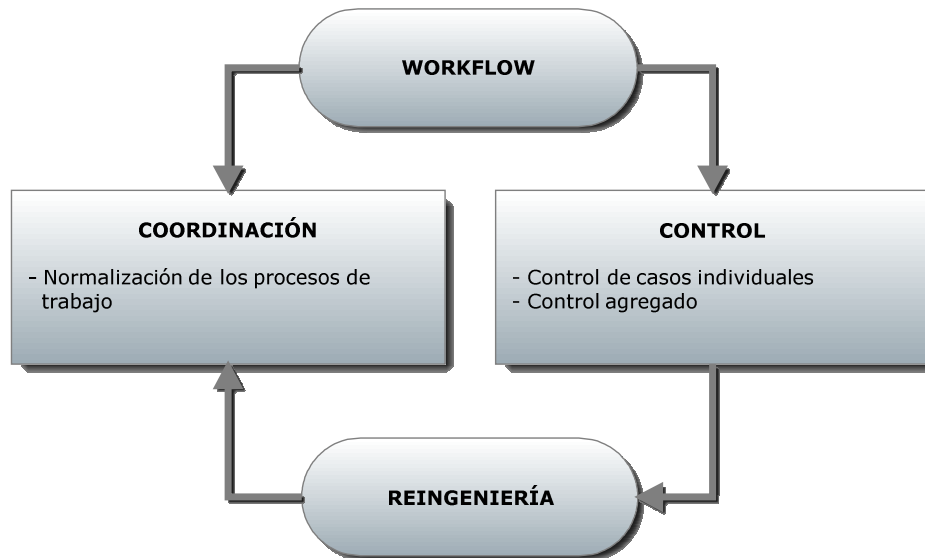 WORKFLOW
COORDINACIÓN
- Normalización de los procesos de
trabajo
CONTROL
- Control de casos individuales
- Control agregado
REINGENIERÍA